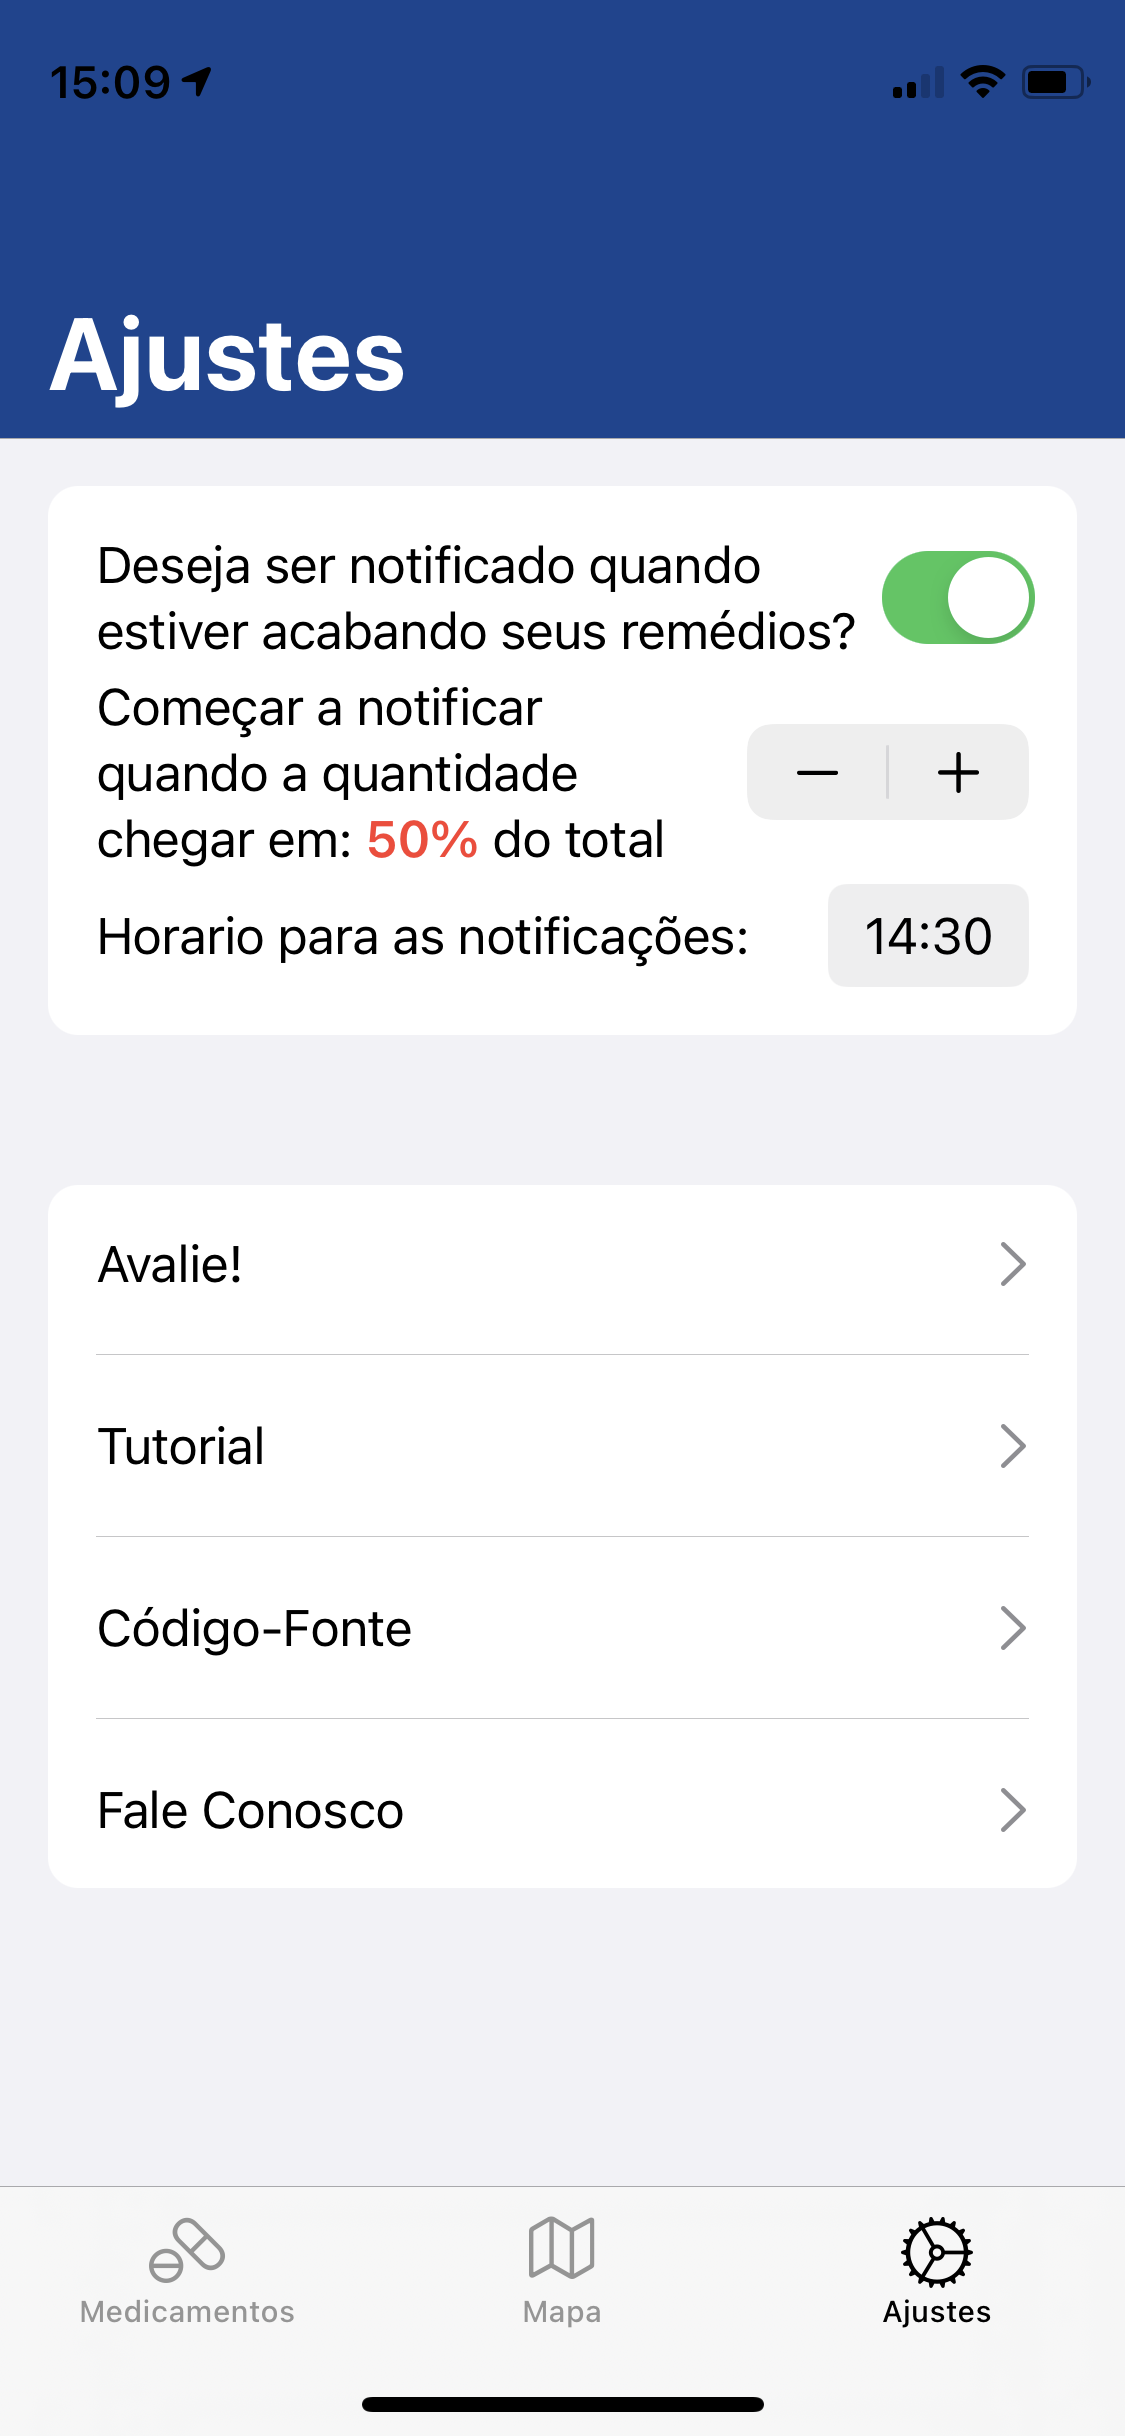 15:09
Ajustes
Deseja ser notificado quando
estiver acabando seus remédios?
Começar a notificar
quando a quantidade
chegar em: 50% do total
Horario para as notificações: 14:30
Avalie!
Tutorial
Código-Fonte
Fale Conosco
Medicamentos Mapa Ajustes